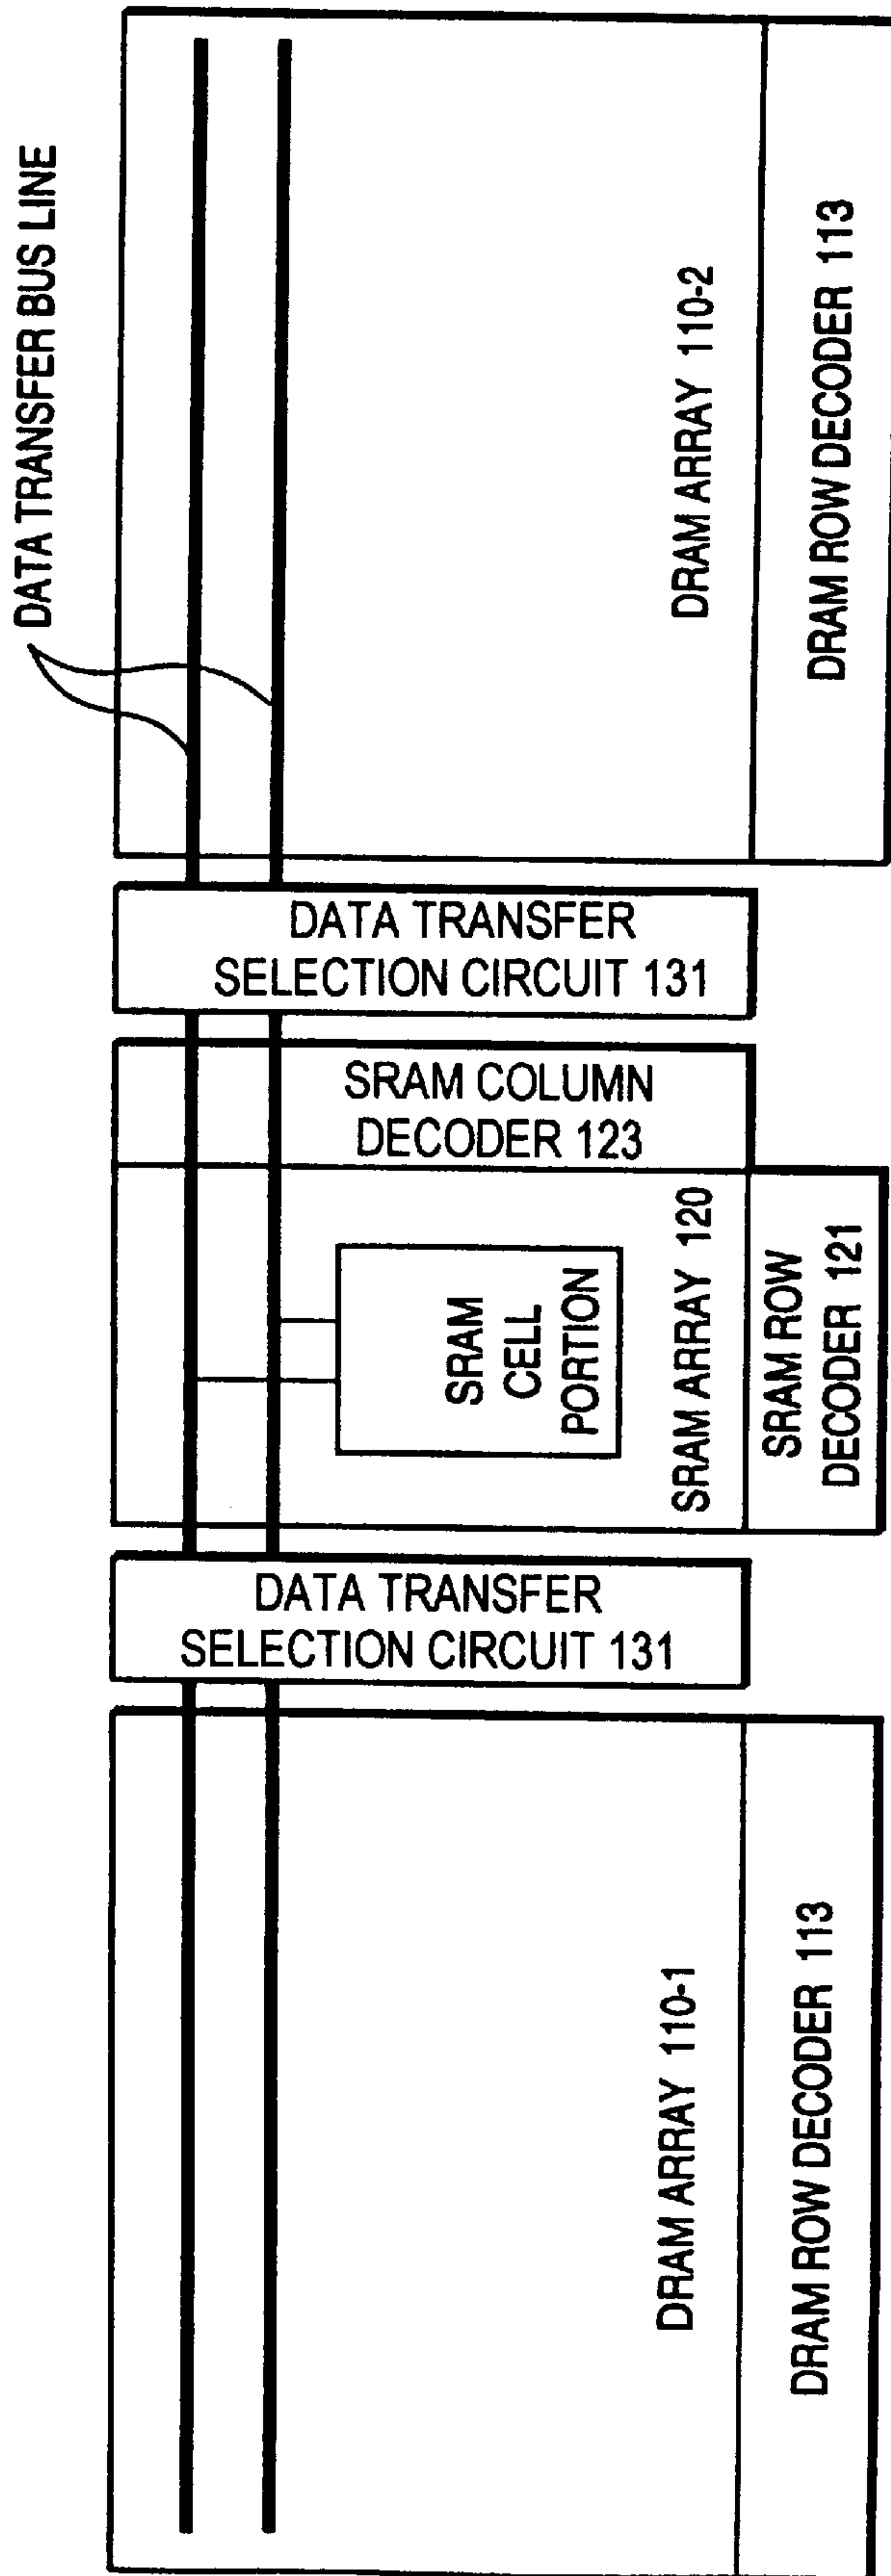 DATA TRANSFER BUS LINE
DRAM ARRAY 110-2
DRAM ROW DECODER 113
DATA TRANSFER
SELECTION CIRCUIT 131
SRAM COLUMN
DECODER 123
SRAM
CELL
PORTION
SRAM ARRAY 120
SRAM ROW
DECODER 121
DATA TRANSFER
SELECTION CIRCUIT 131
DRAM ARRAY 110-1
DRAM ROW DECODER 113